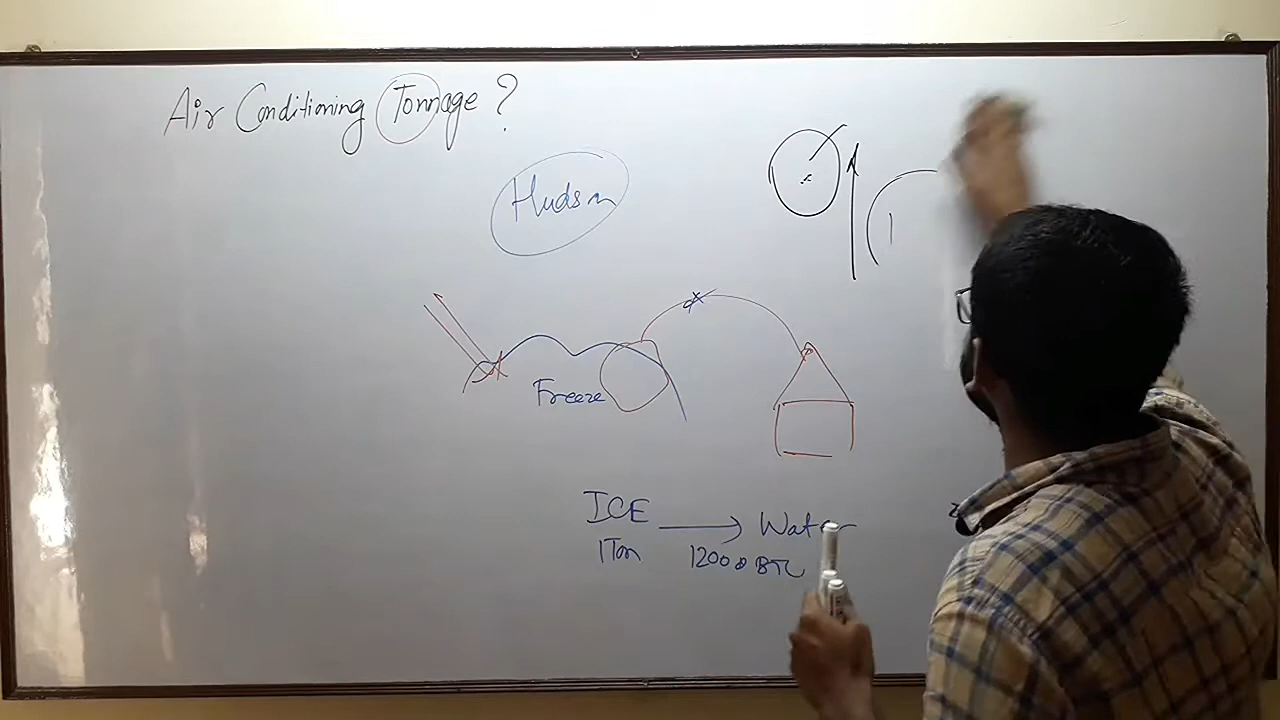 Air Conditioning Tonnage ?
Hudson
Freeze
ICE → Water
1 Ton 12000 BTU